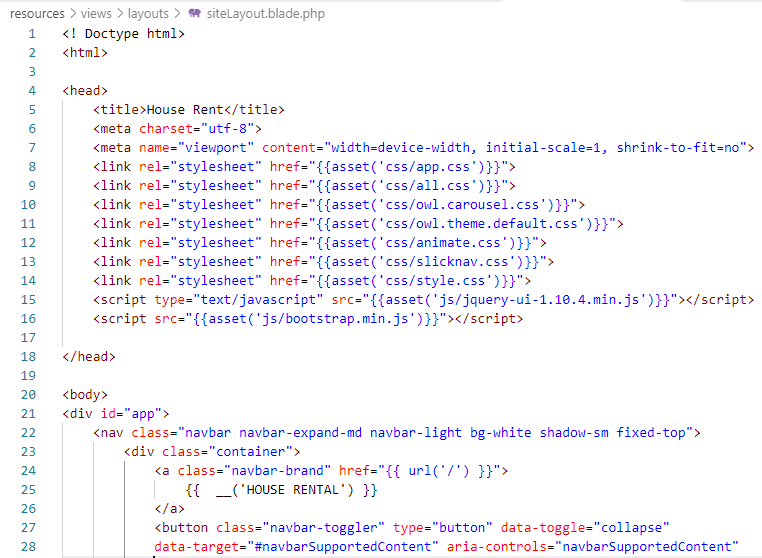 resources > views > layouts > siteLayout.blade.php
1 <! Doctype html>
2 <html>
3
4 <head>
5 <title>House Rent</title>
6 <meta charset="utf-8">
7 <meta name="viewport" content="width=device-width, initial-scale=1, shrink-to-fit=no">
8 <link rel="stylesheet" href="{{asset('css/app.css')}}">
9 <link rel="stylesheet" href="{{asset('css/all.css')}}">
10 <link rel="stylesheet" href="{{asset('css/owl.carousel.css')}}">
11 <link rel="stylesheet" href="{{asset('css/owl.theme.default.css')}}">
12 <link rel="stylesheet" href="{{asset('css/animate.css')}}">
13 <link rel="stylesheet" href="{{asset('css/slicknav.css')}}">
14 <link rel="stylesheet" href="{{asset('css/style.css')}}">
15 <script type="text/javascript" src="{{asset('js/jquery-ui-1.10.4.min.js')}}"></script>
16 <script src="{{asset('js/bootstrap.min.js')}}"></script>
17
18 </head>
19
20 <body>
21 <div id="app">
22 <nav class="navbar navbar-expand-md navbar-light bg-white shadow-sm fixed-top">
23 <div class="container">
24 <a class="navbar-brand" href="{{ url('/') }}">
25 {{  __('HOUSE RENTAL') }}
26 </a>
27 <button class="navbar-toggler" type="button" data-toggle="collapse"
28 data-target="#navbarSupportedContent" aria-controls="navbarSupportedContent"